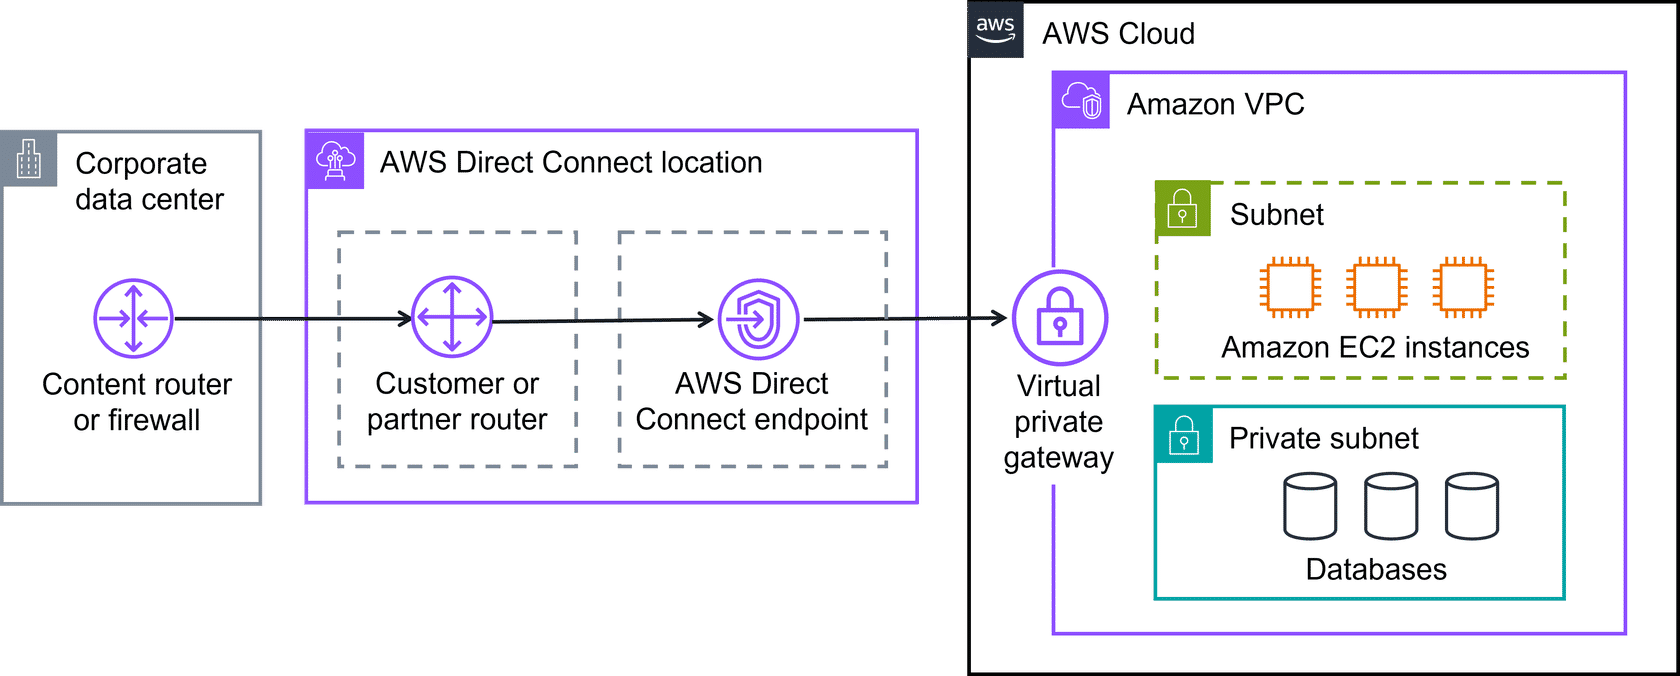 aws
AWS Cloud
Amazon VPC
Corporate
data center
AWS Direct Connect location
Subnet
Amazon EC2 instances
Content router
or firewall
Customer or
partner router
AWS Direct
Connect endpoint
Virtual
private
gateway
Private subnet
Databases